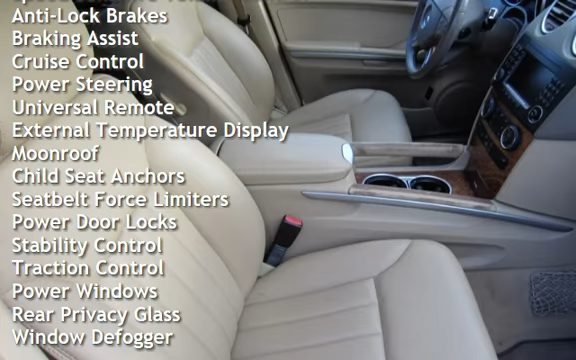 Anti-Lock Brakes
Braking Assist
Cruise Control
Power Steering
Universal Remote
External Temperature Display
Moonroof
Child Seat Anchors
Seatbelt Force Limiters
Power Door Locks
Stability Control
Traction Control
Power Windows
Rear Privacy Glass
Window Defogger